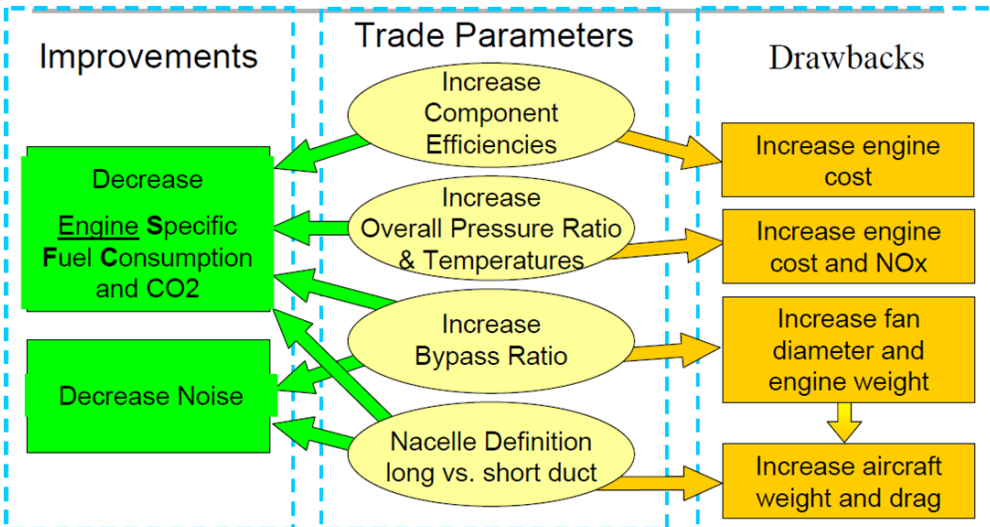 Improvements
Trade Parameters
Drawbacks
Decrease
Engine Specific
Fuel Consumption
and CO2
Decrease Noise
Increase
Component
Efficiencies
Increase
Overall Pressure Ratio
& Temperatures
Increase
Bypass Ratio
Nacelle Definition
long vs. short duct
Increase engine
cost
Increase engine
cost and NOx
Increase fan
diameter and
engine weight
Increase aircraft
weight and drag